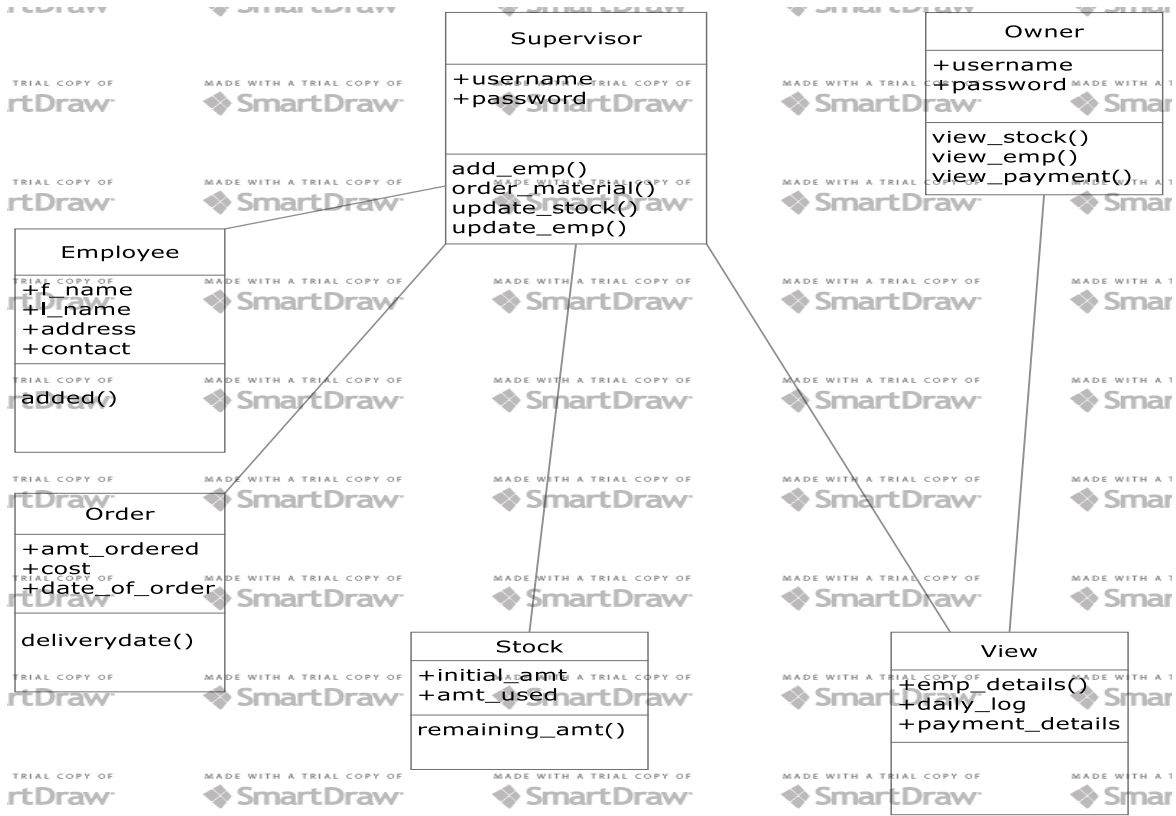 Supervisor
+username
+password
add_emp()
order_material()
update_stock()
update_emp()
Owner
+username
+password
view_stock()
view_emp()
view_payment()
Employee
+f_name
+l_name
+address
+contact
added()
Order
+amt_ordered
+cost
+date_of_order
deliverydate()
Stock
+initial_amt
+amt_used
remaining_amt()
View
+emp_details()
+daily_log
+payment_details
MADE WITH A TRIAL COPY OF
SmartDraw